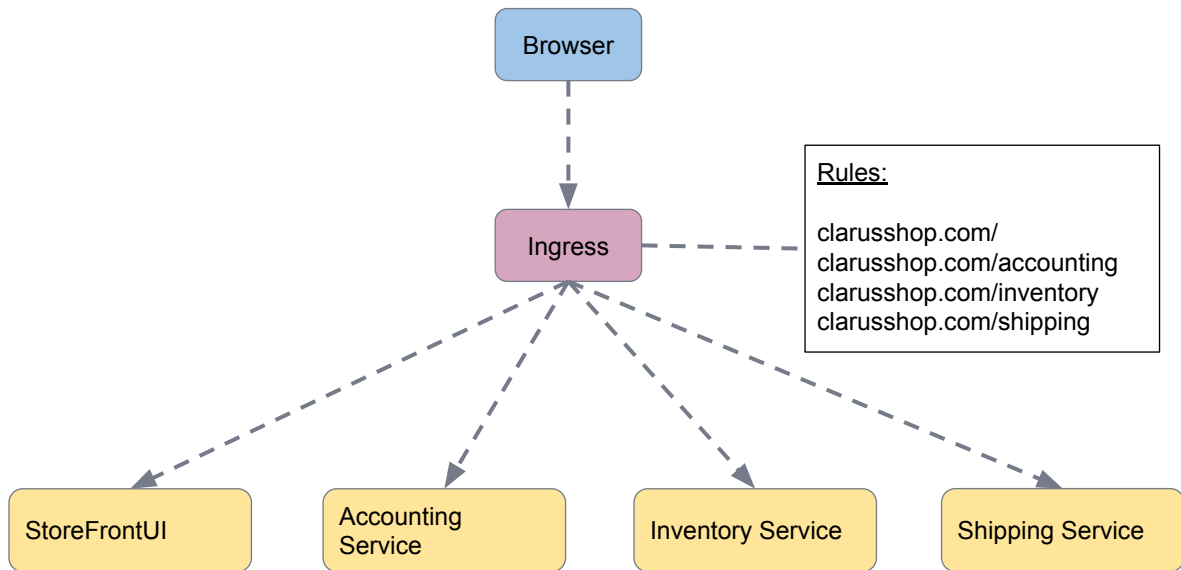 Browser
Ingress
Rules:
clarusshop.com/
clarusshop.com/accounting
clarusshop.com/inventory
clarusshop.com/shipping
StoreFrontUI
Accounting
Service
Inventory Service
Shipping Service